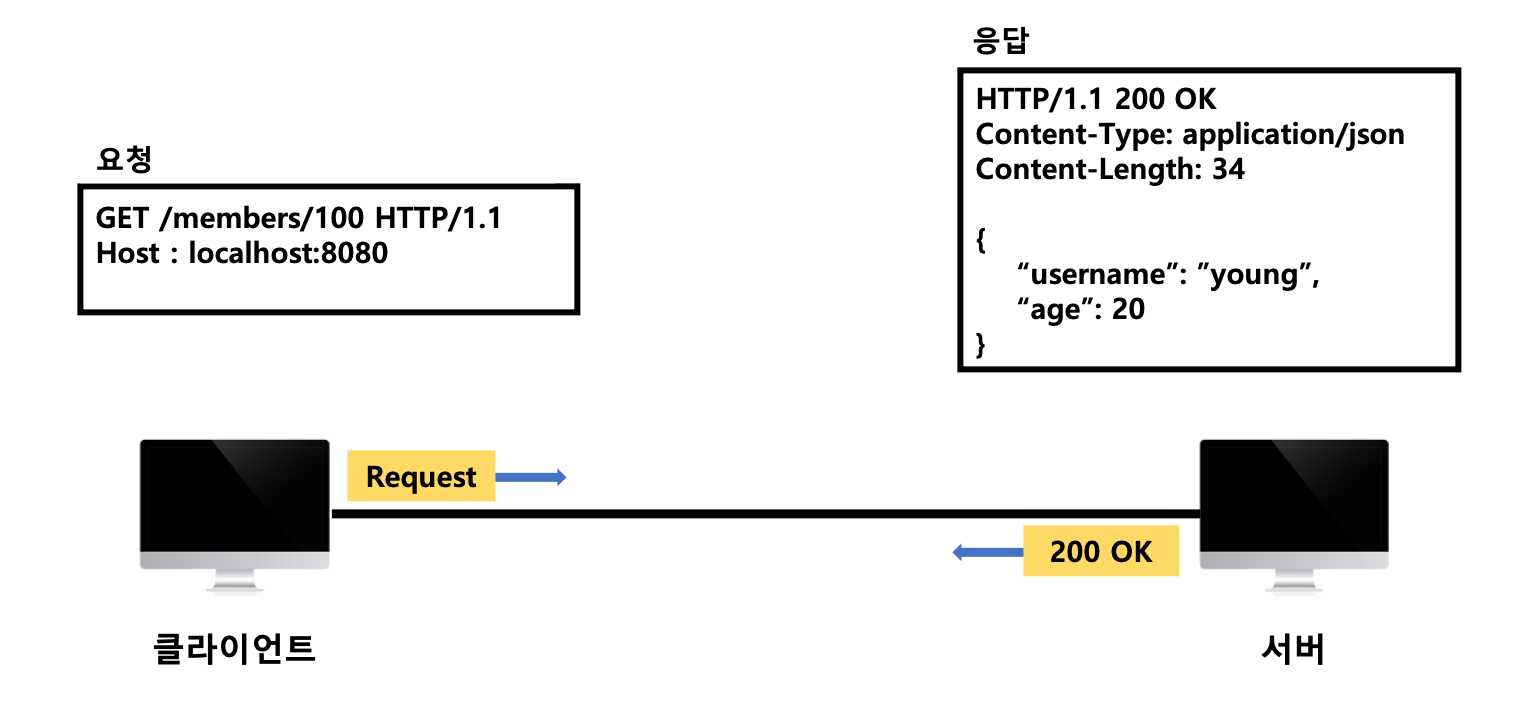 요청
GET /members/100 HTTP/1.1
Host : localhost:8080
응답
HTTP/1.1 200 OK
Content-Type: application/json
Content-Length: 34
{
“username”: ”young”,
“age”: 20
}
Request
200 OK
클라이언트
서버